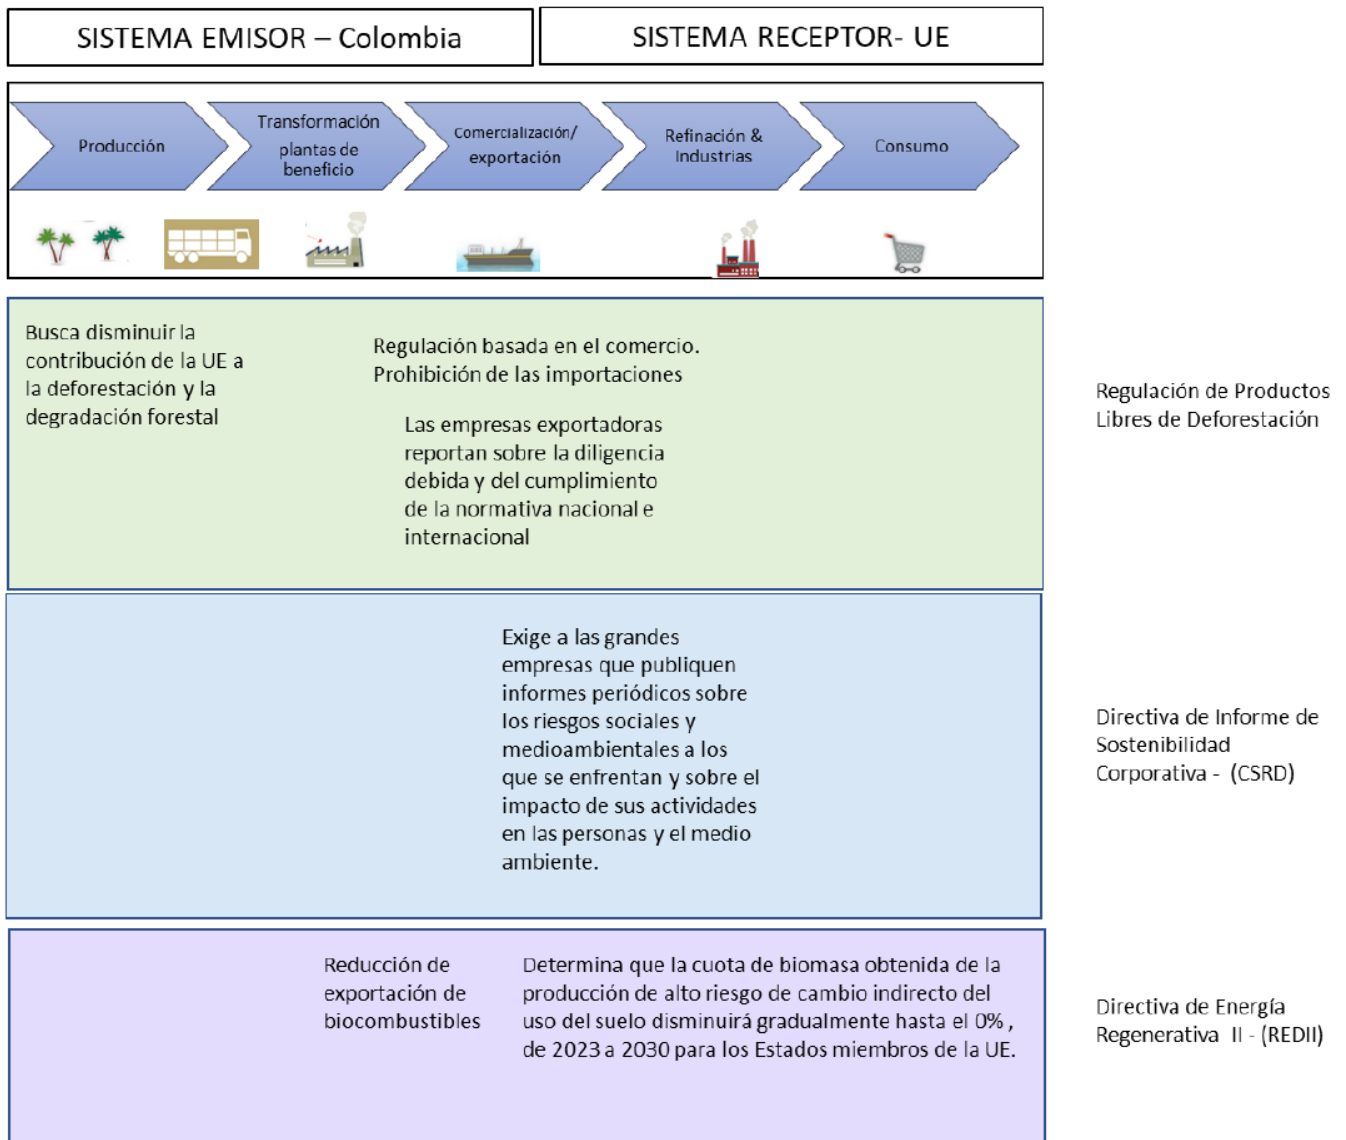 SISTEMA EMISOR – Colombia
SISTEMA RECEPTOR- UE
Producción
Transformación
plantas de
beneficio
Comercialización/
exportación
Refinación &
Industrias
Consumo
Busca disminuir la
contribución de la UE a
la deforestación y la
degradación forestal
Regulación basada en el comercio.
Prohibición de las importaciones
Las empresas exportadoras
reportan sobre la diligencia
debida y del cumplimiento
de la normativa nacional e
internacional
Regulación de Productos
Libres de Deforestación
Exige a las grandes
empresas que publiquen
informes periódicos sobre
los riesgos sociales y
medioambientales a los
que se enfrentan y sobre el
impacto de sus actividades
en las personas y el medio
ambiente.
Directiva de Informe de
Sostenibilidad
Corporativa - (CSRD)
Reducción de
exportación de
biocombustibles
Determina que la cuota de biomasa obtenida de la
producción de alto riesgo de cambio indirecto del
uso del suelo disminuirá gradualmente hasta el 0% ,
de 2023 a 2030 para los Estados miembros de la UE.
Directiva de Energía
Regenerativa II - (REDII)